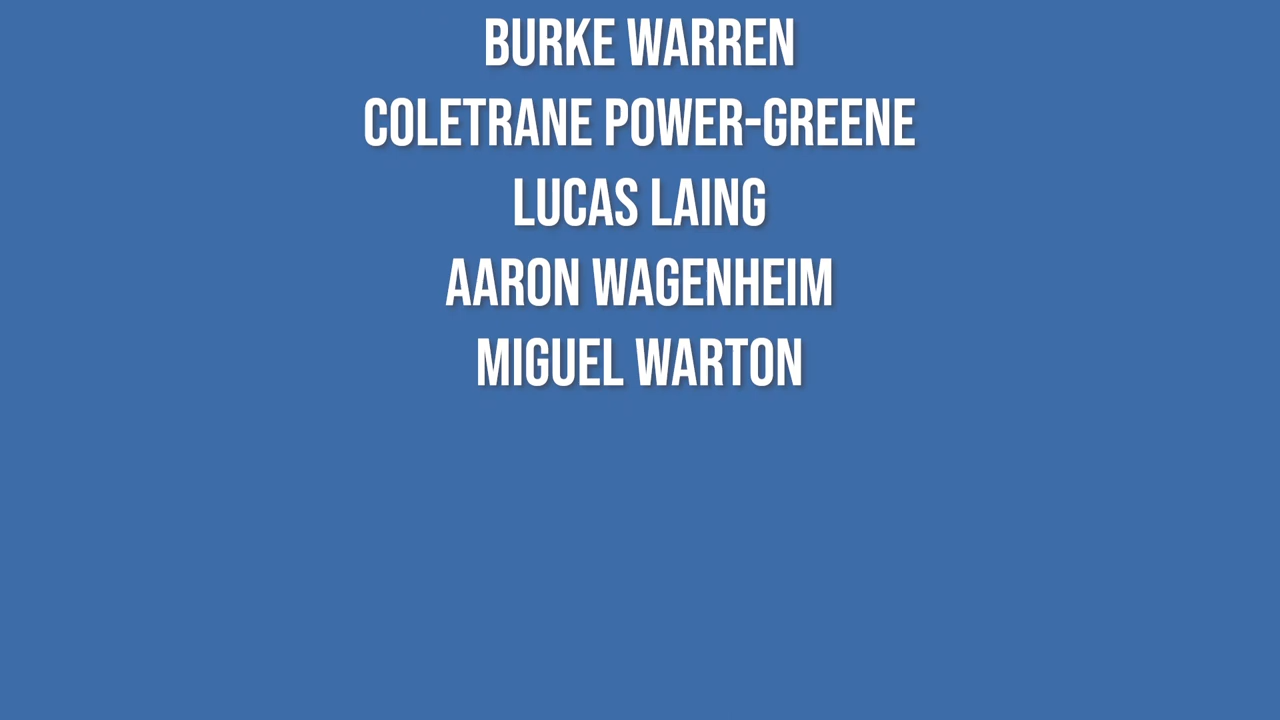 BURKE WARREN
COLETRANE POWER-GREENE
LUCAS LAING
AARON WAGENHEIM
MIGUEL WARTON